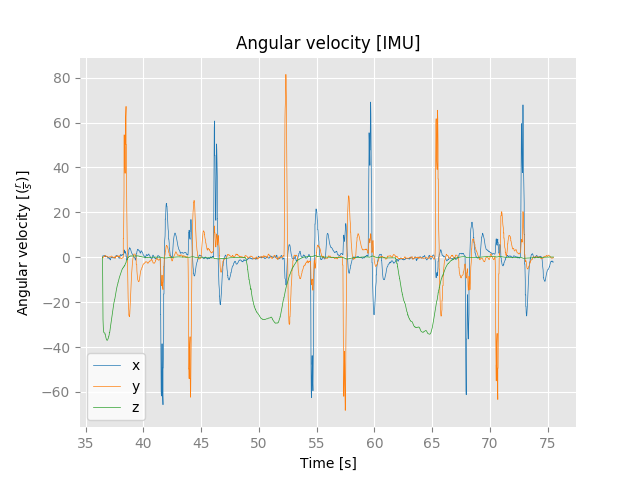 Angular velocity [IMU]
Angular velocity [(r/s)]
80
60
40
20
0
−20
−40
−60
x
y
z
35 40 45 50 55 60 65 70 75
Time [s]